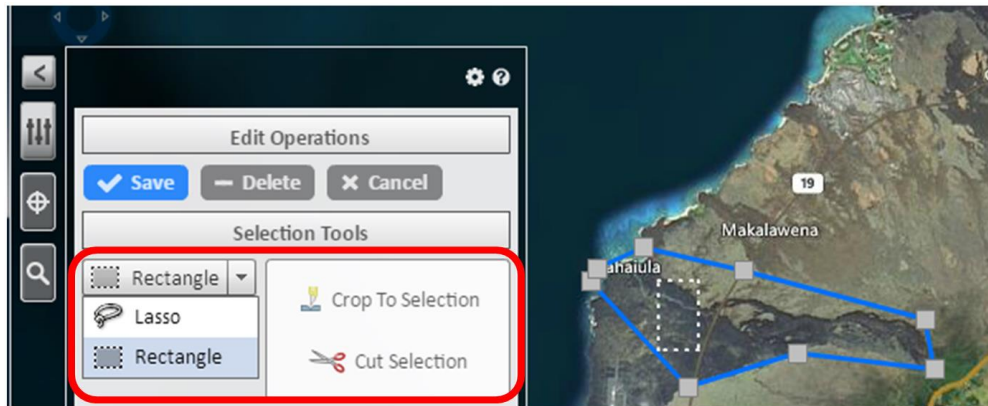 Edit Operations
Save
Delete
Cancel
Selection Tools
Rectangle
Lasso
Rectangle
Crop To Selection
Cut Selection
19
Makalawena
ahaiula